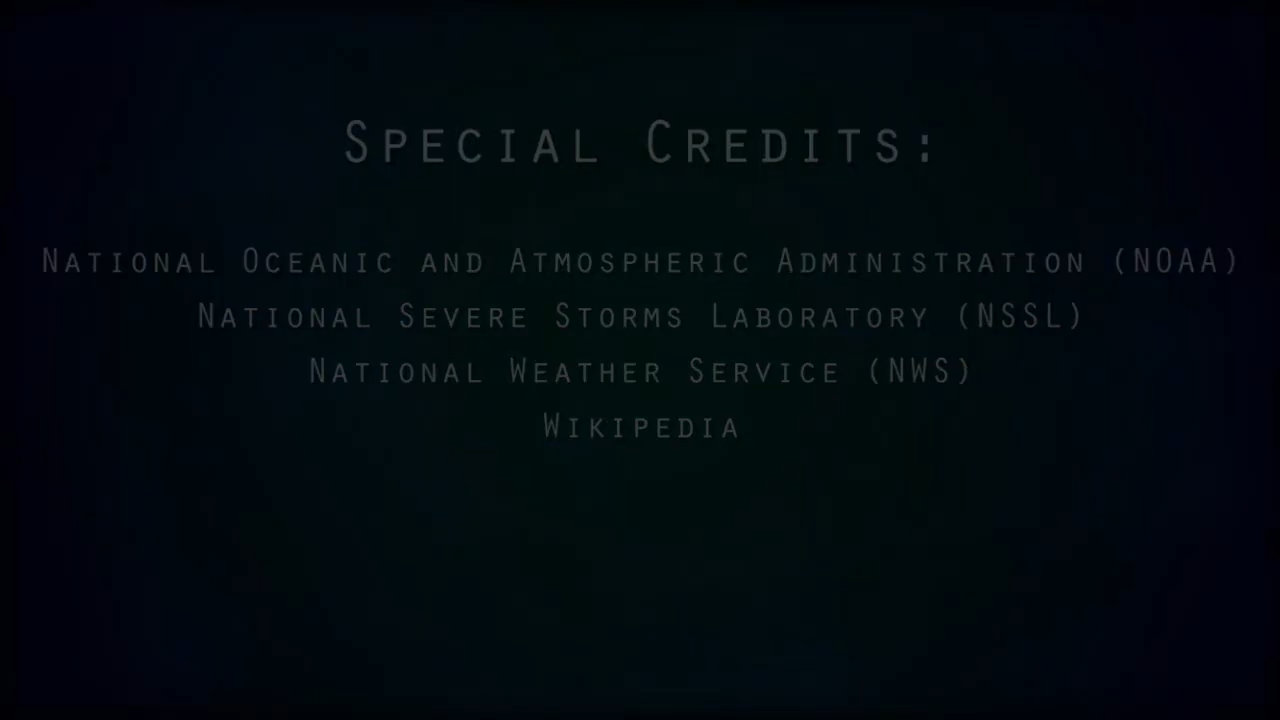 Special Credits:
National Oceanic and Atmospheric Administration (NOAA)
National Severe Storms Laboratory (NSSL)
National Weather Service (NWS)
Wikipedia